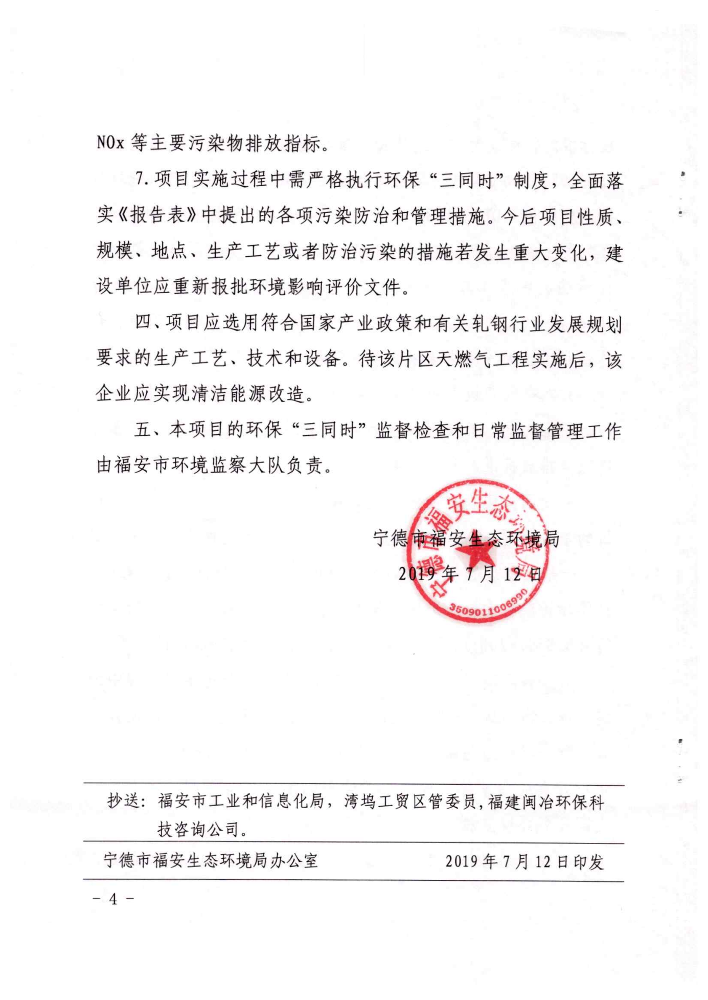 NOx 等主要污染物排放指标。
7.项目实施过程中需严格执行环保“三同时”制度，全面落
实《报告表》中提出的各项污染防治和管理措施。今后项目性质、
规模、地点、生产工艺或者防治污染的措施若发生重大变化，建
设单位应重新报批环境影响评价文件。
四、项目应选用符合国家产业政策和有关轧钢行业发展规划
要求的生产工艺、技术和设备。待该片区天燃气工程实施后，该
企业应实现清洁能源改造。
五、本项目的环保“三同时”监督检查和日常监督管理工作
由福安市环境监察大队负责。
宁德市福安生态环境局
2019 年 7 月 12 日
宁德市福安生态环境局
3509011006990
抄送：福安市工业和信息化局，湾坞工贸区管委员,福建闽冶环保科
技咨询公司。
宁德市福安生态环境局办公室 2019 年 7 月 12 日印发
- 4 -